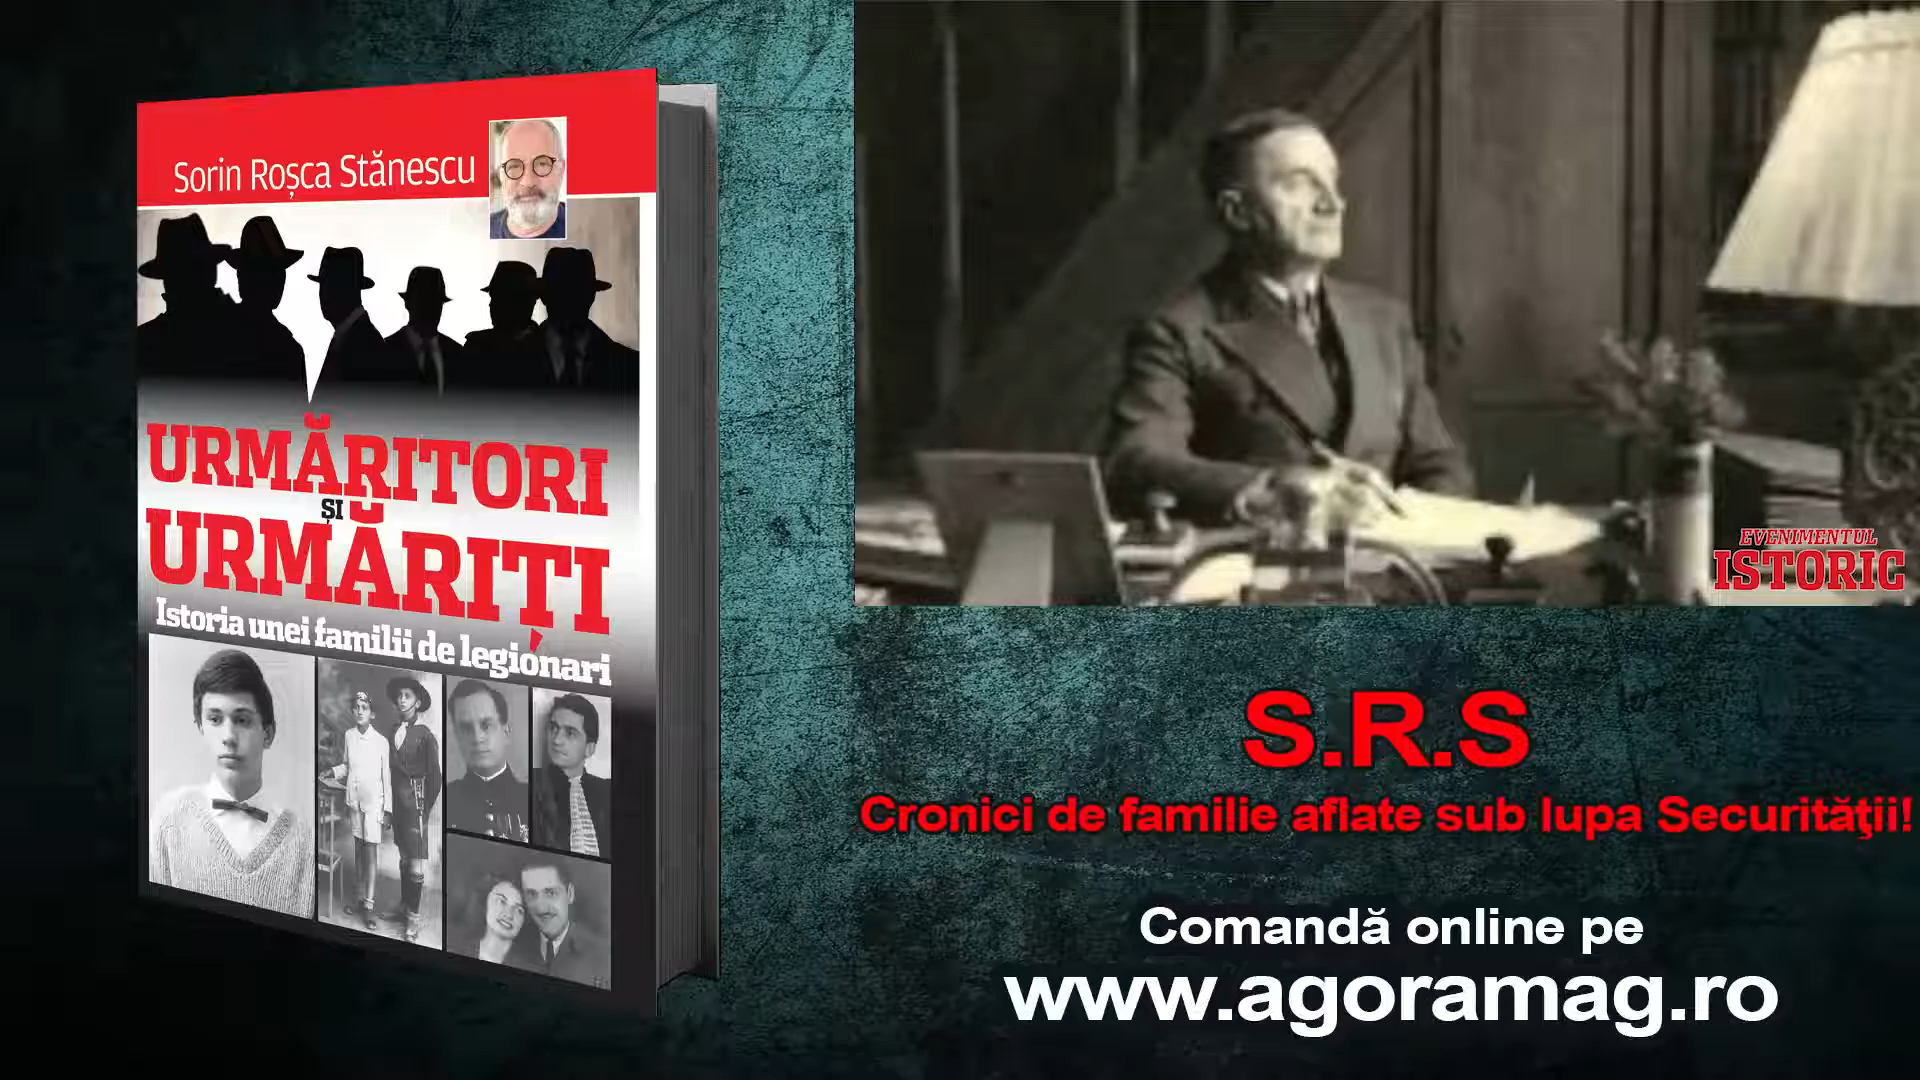 Sorin Roșca Stănescu
URMĂRITORI
ȘI
URMĂRIȚI
Istoria unei familii de legionari
EVENIMENTUL
ISTORIC
S.R.S
Cronici de familie aflate sub lupa Securităţii!
Comandă online pe
www.agoramag.ro